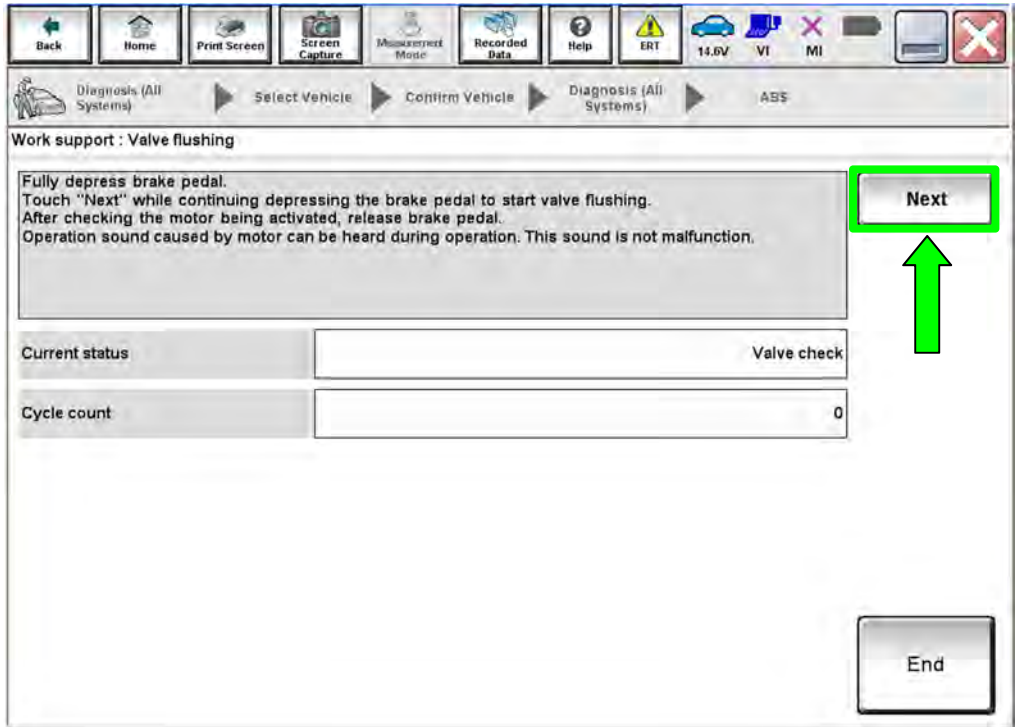 Back
Home
Print Screen
Screen
Capture
Measurement
Mode
Recorded
Data
Help
ERT
14.6V
VI
MI
Diagnosis (All
Systems)
Select Vehicle
Confirm Vehicle
Diagnosis (All
Systems)
ABS
Work support : Valve flushing
Fully depress brake pedal.
Touch "Next" while continuing depressing the brake pedal to start valve flushing.
After checking the motor being activated, release brake pedal.
Operation sound caused by motor can be heard during operation. This sound is not malfunction.
Next
Current status
Valve check
Cycle count
0
End